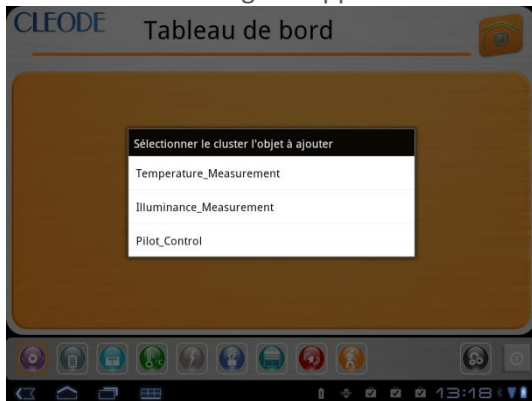 CLEODE
Tableau de bord
Sélectionner le cluster l'objet à ajouter
Temperature_Measurement
Illuminance_Measurement
Pilot_Control
13:18